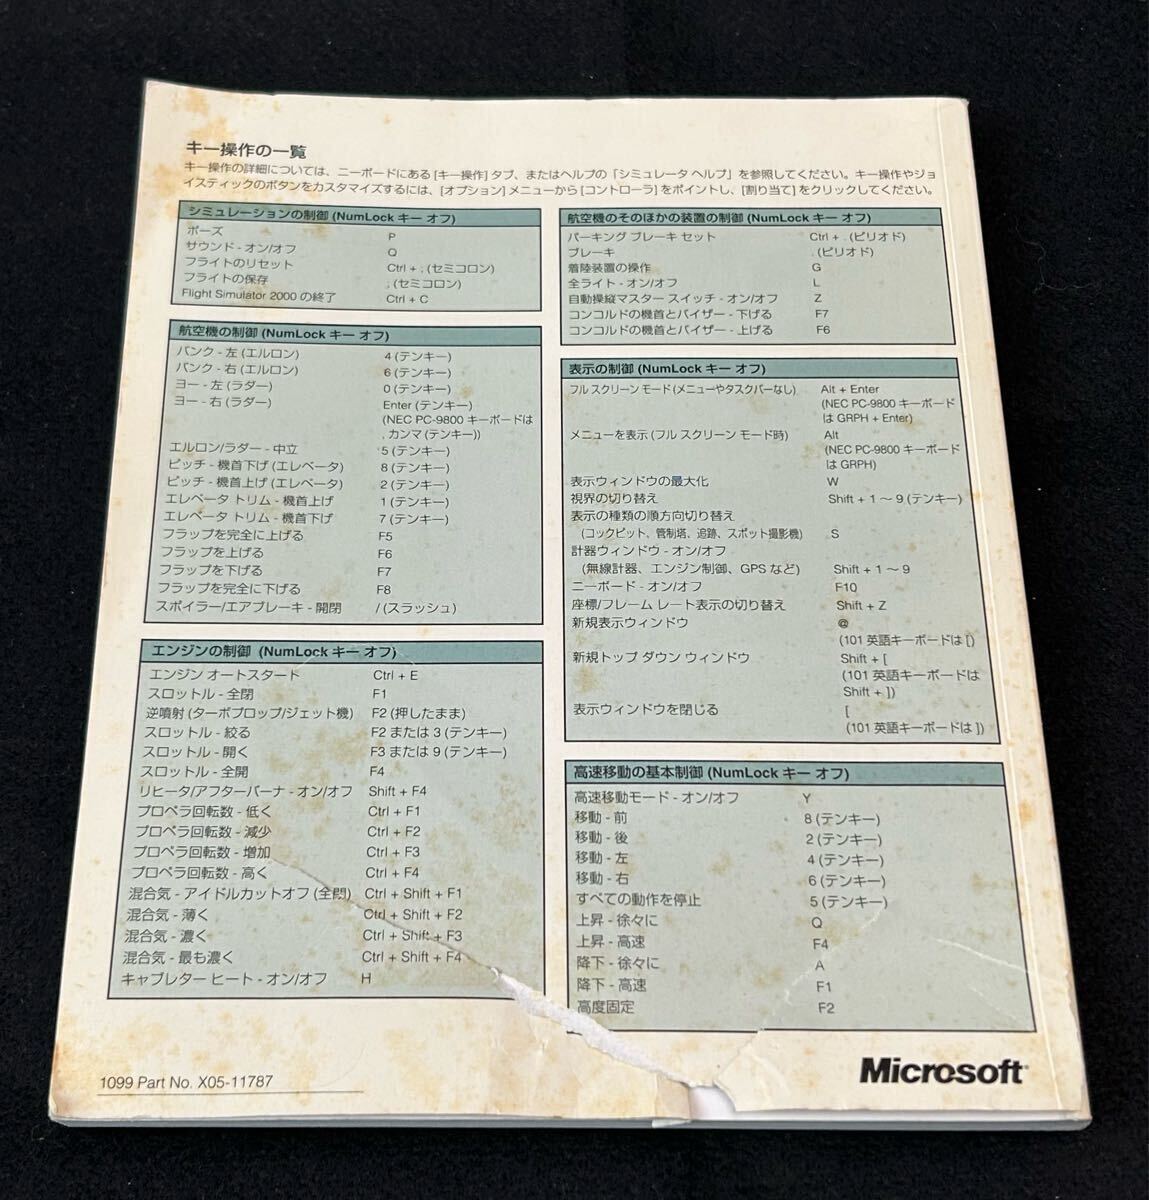 キー操作の一覧
キー操作の詳細については、ニーボードにある [キー操作] タブ、またはヘルプの「シミュレータ ヘルプ」を参照してください。キー操作やジョ
イスティックのボタンをカスタマイズするには、[オプション] メニューから [コントローラ] をポイントし、[割り当て] をクリックしてください。
シミュレーションの制御 (NumLock キー オフ)
ポーズ P
サウンド - オン/オフ Q
フライトのリセット Ctrl + ; (セミコロン)
フライトの保存 ; (セミコロン)
Flight Simulator 2000 の終了 Ctrl + C
航空機の制御 (NumLock キー オフ)
バンク - 左 (エルロン) 4 (テンキー)
バンク - 右 (エルロン) 6 (テンキー)
ヨー - 左 (ラダー) 0 (テンキー)
ヨー - 右 (ラダー) Enter (テンキー)
(NEC PC-9800 キーボードは
, カンマ (テンキー))
エルロン/ラダー - 中立 5 (テンキー)
ピッチ - 機首下げ (エレベータ) 8 (テンキー)
ピッチ - 機首上げ (エレベータ) 2 (テンキー)
エレベータ トリム - 機首上げ 1 (テンキー)
エレベータ トリム - 機首下げ 7 (テンキー)
フラップを完全に上げる F5
フラップを上げる F6
フラップを下げる F7
フラップを完全に下げる F8
スポイラー/エアブレーキ - 開閉 / (スラッシュ)
エンジンの制御 (NumLock キー オフ)
エンジン オートスタート Ctrl + E
スロットル - 全閉 F1
逆噴射 (ターボプロップ/ジェット機) F2 (押したまま)
スロットル - 絞る F2 または 3 (テンキー)
スロットル - 開く F3 または 9 (テンキー)
スロットル - 全開 F4
リヒータ/アフターバーナ - オン/オフ Shift + F4
プロペラ回転数 - 低く Ctrl + F1
プロペラ回転数 - 減少 Ctrl + F2
プロペラ回転数 - 増加 Ctrl + F3
プロペラ回転数 - 高く Ctrl + F4
混合気 - アイドルカットオフ (全閉) Ctrl + Shift + F1
混合気 - 薄く Ctrl + Shift + F2
混合気 - 濃く Ctrl + Shift + F3
混合気 - 最も濃く Ctrl + Shift + F4
キャブレター ヒート - オン/オフ H
航空機のそのほかの装置の制御 (NumLock キー オフ)
パーキング ブレーキ セット Ctrl + . (ピリオド)
ブレーキ . (ピリオド)
着陸装置の操作 G
全ライト - オン/オフ L
自動操縦マスター スイッチ - オン/オフ Z
コンコルドの機首とバイザー - 下げる F7
コンコルドの機首とバイザー - 上げる F6
表示の制御 (NumLock キー オフ)
フル スクリーン モード (メニューやタスクバーなし) Alt + Enter
(NEC PC-9800 キーボード
は GRPH + Enter)
メニューを表示 (フル スクリーン モード時) Alt
(NEC PC-9800 キーボード
は GRPH)
表示ウィンドウの最大化 W
視界の切り替え Shift + 1 ～ 9 (テンキー)
表示の種類の順方向切り替え
(コックピット、管制塔、追跡、スポット撮影機) S
計器ウィンドウ - オン/オフ
(無線計器、エンジン制御、GPS など) Shift + 1 ～ 9
ニーボード - オン/オフ F10
座標/フレーム レート表示の切り替え Shift + Z
新規表示ウィンドウ @
(101 英語キーボードは [)
新規トップ ダウン ウィンドウ Shift + [
(101 英語キーボードは
Shift + ])
表示ウィンドウを閉じる [
(101 英語キーボードは ])
高速移動の基本制御 (NumLock キー オフ)
高速移動モード - オン/オフ Y
移動 - 前 8 (テンキー)
移動 - 後 2 (テンキー)
移動 - 左 4 (テンキー)
移動 - 右 6 (テンキー)
すべての動作を停止 5 (テンキー)
上昇 - 徐々に Q
上昇 - 高速 F4
降下 - 徐々に A
降下 - 高速 F1
高度固定 F2
1099 Part No. X05-11787
Microsoft